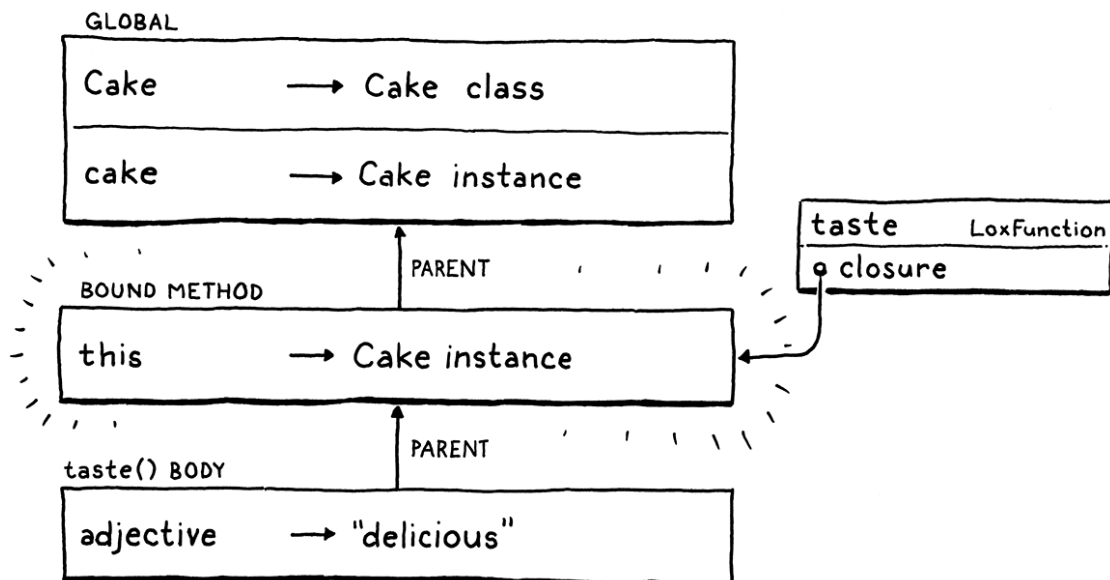 GLOBAL
Cake → Cake class
cake → Cake instance
taste LoxFunction
closure
PARENT
BOUND METHOD
this → Cake instance
PARENT
taste() BODY
adjective → "delicious"